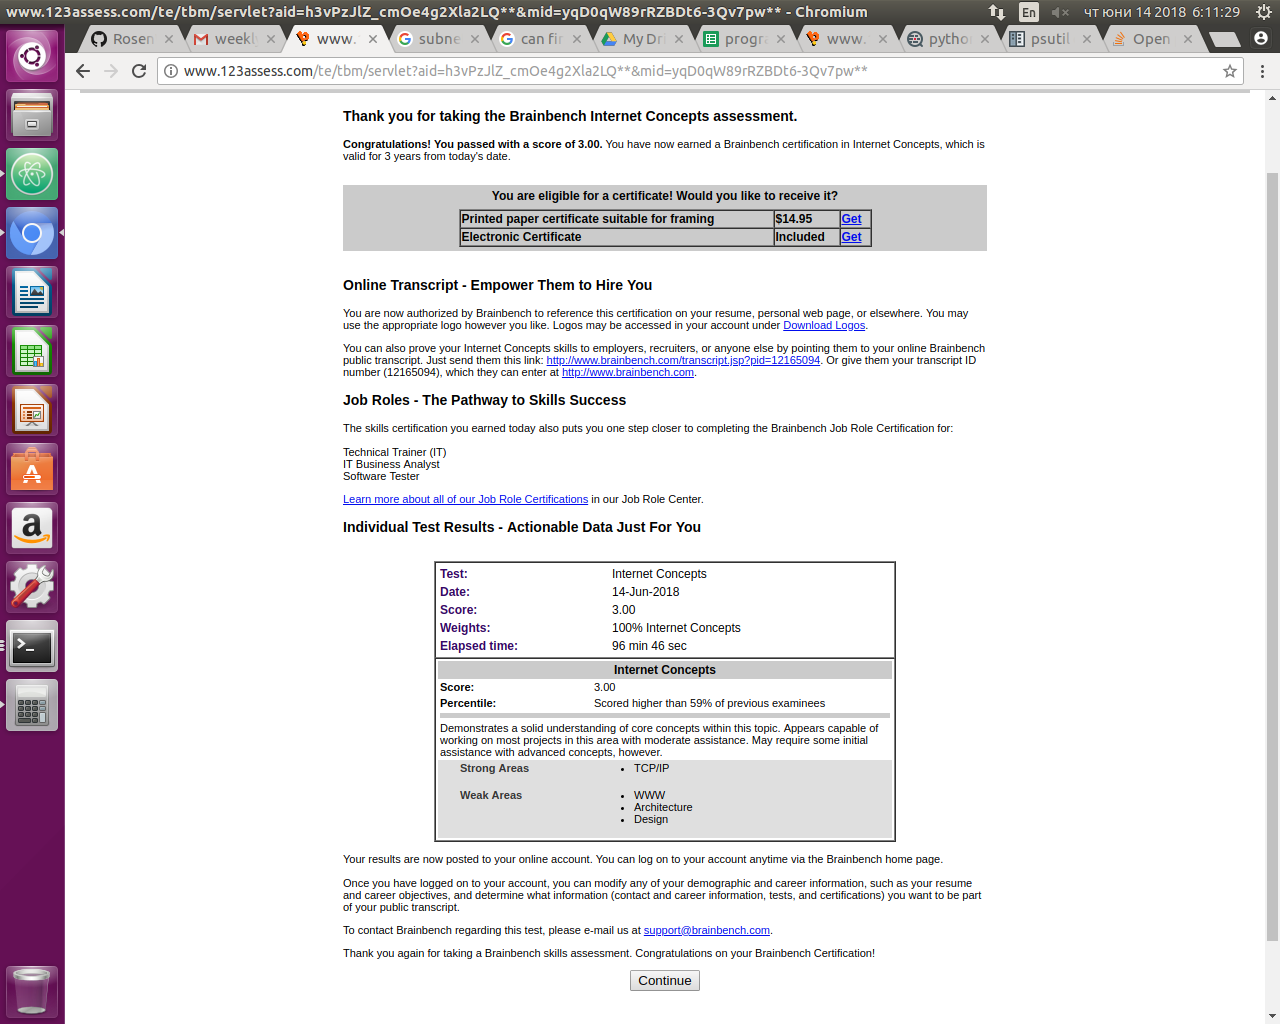 www.123assess.com/te/tbm/servlet?aid=h3vPzJlZ_cmOe4g2Xla2LQ**&mid=yqD0qW89rRZBDt6-3Qv7pw** - Chromium
En
чт юни 14 2018 6:11:29
Rosen
weekl
www.
subne
can fir
My Dri
progra
www.
pytho
psutil
Open
www.123assess.com/te/tbm/servlet?aid=h3vPzJlZ_cmOe4g2Xla2LQ**&mid=yqD0qW89rRZBDt6-3Qv7pw**
Thank you for taking the Brainbench Internet Concepts assessment.
Congratulations! You passed with a score of 3.00. You have now earned a Brainbench certification in Internet Concepts, which is
valid for 3 years from today's date.
You are eligible for a certificate! Would you like to receive it?
Printed paper certificate suitable for framing $14.95 Get
Electronic Certificate Included Get
Online Transcript - Empower Them to Hire You
You are now authorized by Brainbench to reference this certification on your resume, personal web page, or elsewhere. You may
use the appropriate logo however you like. Logos may be accessed in your account under Download Logos.
You can also prove your Internet Concepts skills to employers, recruiters, or anyone else by pointing them to your online Brainbench
public transcript. Just send them this link: http://www.brainbench.com/transcript.jsp?pid=12165094. Or give them your transcript ID
number (12165094), which they can enter at http://www.brainbench.com.
Job Roles - The Pathway to Skills Success
The skills certification you earned today also puts you one step closer to completing the Brainbench Job Role Certification for:
Technical Trainer (IT)
IT Business Analyst
Software Tester
Learn more about all of our Job Role Certifications in our Job Role Center.
Individual Test Results - Actionable Data Just For You
Test: Internet Concepts
Date: 14-Jun-2018
Score: 3.00
Weights: 100% Internet Concepts
Elapsed time: 96 min 46 sec
Internet Concepts
Score: 3.00
Percentile: Scored higher than 59% of previous examinees
Demonstrates a solid understanding of core concepts within this topic. Appears capable of
working on most projects in this area with moderate assistance. May require some initial
assistance with advanced concepts, however.
Strong Areas • TCP/IP
Weak Areas • WWW
• Architecture
• Design
Your results are now posted to your online account. You can log on to your account anytime via the Brainbench home page.
Once you have logged on to your account, you can modify any of your demographic and career information, such as your resume
and career objectives, and determine what information (contact and career information, tests, and certifications) you want to be part
of your public transcript.
To contact Brainbench regarding this test, please e-mail us at support@brainbench.com.
Thank you again for taking a Brainbench skills assessment. Congratulations on your Brainbench Certification!
Continue